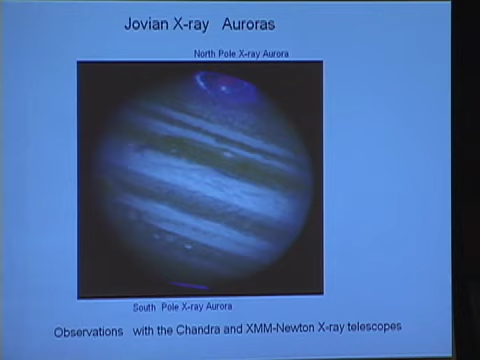 Jovian X-ray Auroras
North Pole X-ray Aurora
South Pole X-ray Aurora
Observations with the Chandra and XMM-Newton X-ray telescopes